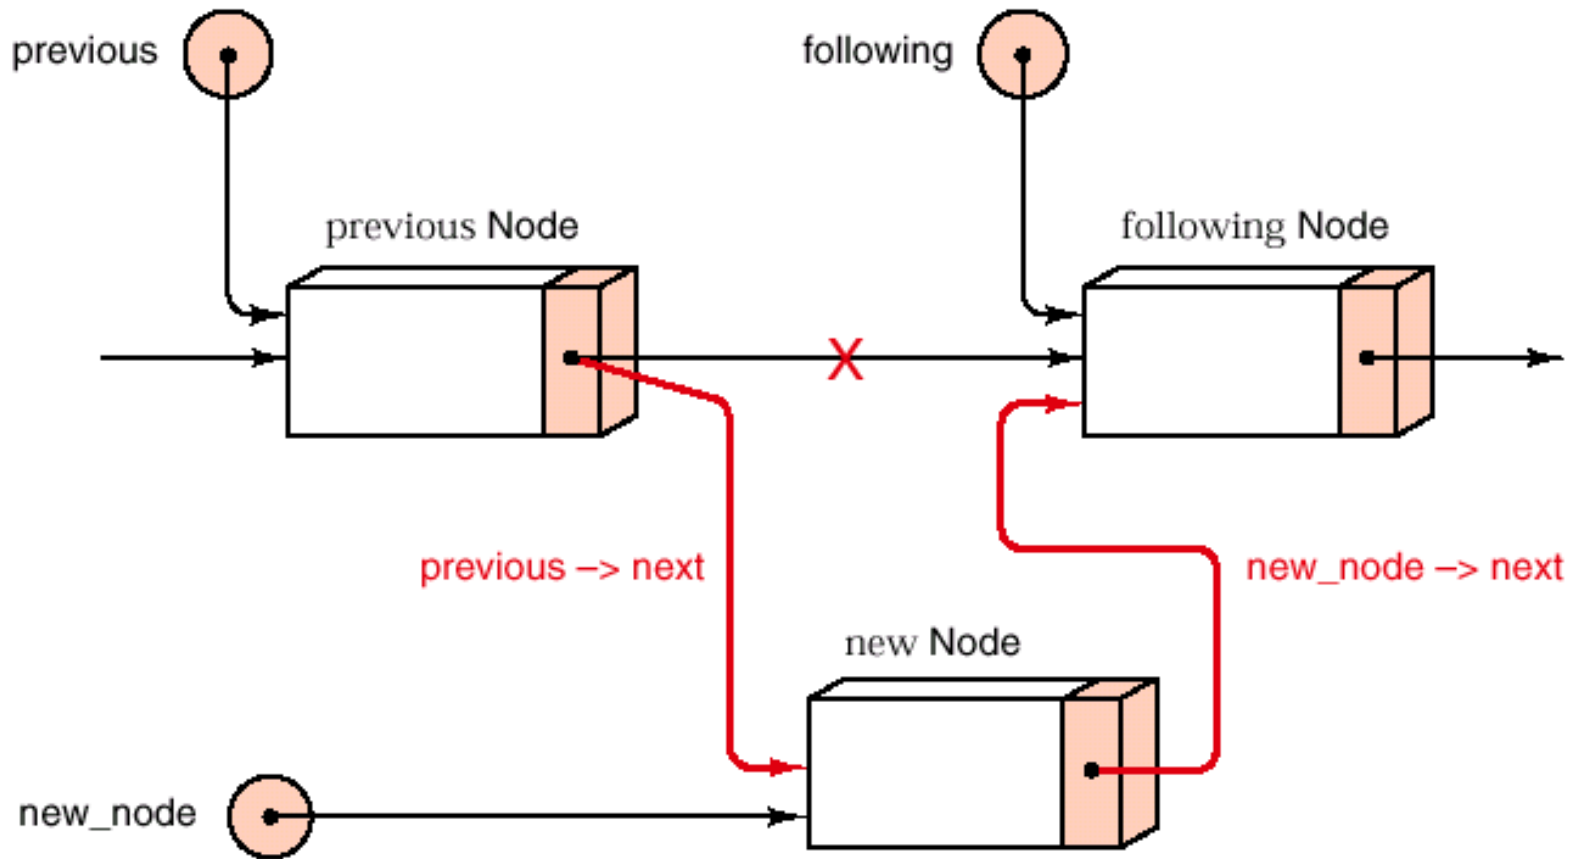 previous
following
previous Node
following Node
X
previous –> next
new_node –> next
new Node
new_node